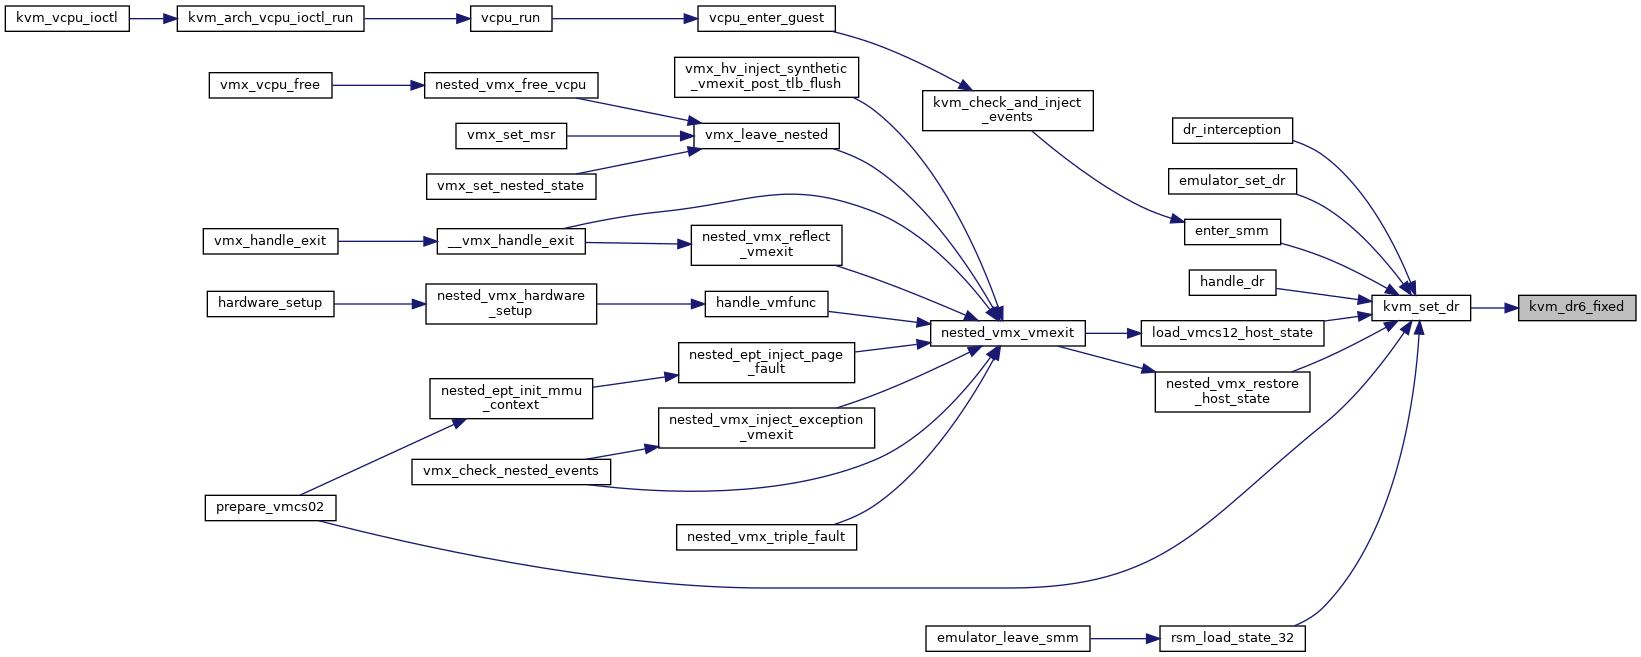 kvm_vcpu_ioctl
kvm_arch_vcpu_ioctl_run
vcpu_run
vcpu_enter_guest
vmx_hv_inject_synthetic
_vmexit_post_tlb_flush
vmx_vcpu_free
nested_vmx_free_vcpu
kvm_check_and_inject
_events
vmx_set_msr
vmx_leave_nested
dr_interception
vmx_set_nested_state
emulator_set_dr
enter_smm
vmx_handle_exit
__vmx_handle_exit
nested_vmx_reflect
_vmexit
handle_dr
hardware_setup
nested_vmx_hardware
_setup
handle_vmfunc
kvm_set_dr
kvm_dr6_fixed
nested_vmx_vmexit
load_vmcs12_host_state
nested_ept_inject_page
_fault
nested_vmx_restore
_host_state
nested_ept_init_mmu
_context
nested_vmx_inject_exception
_vmexit
vmx_check_nested_events
prepare_vmcs02
nested_vmx_triple_fault
emulator_leave_smm
rsm_load_state_32